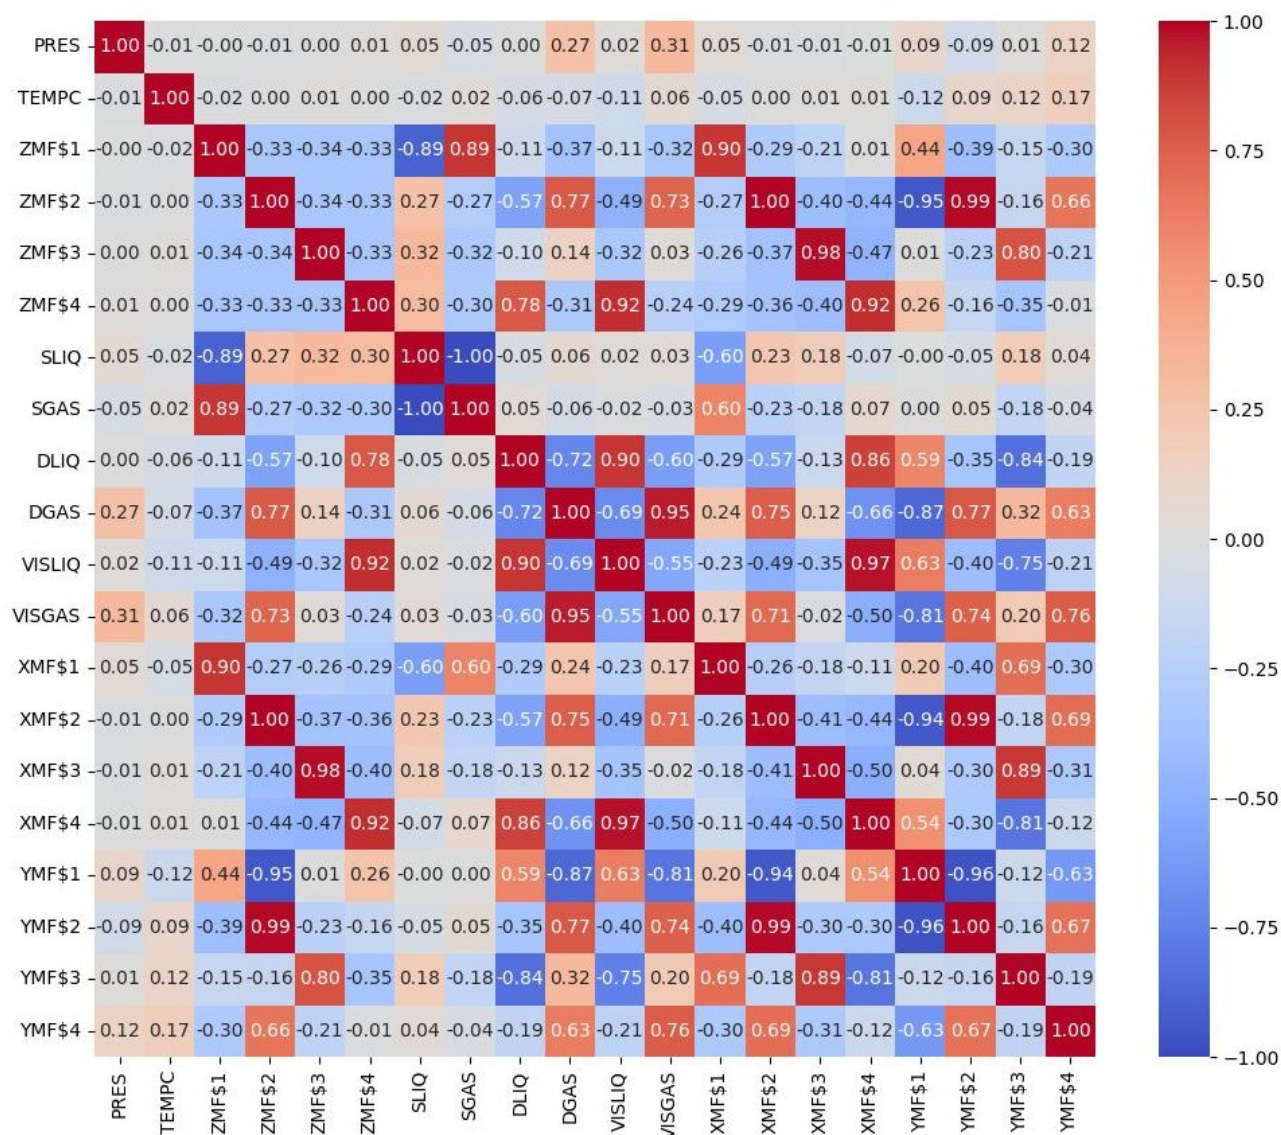 PRES 1.00 -0.01 -0.00 -0.01 0.00 0.01 0.05 -0.05 0.00 0.27 0.02 0.31 0.05 -0.01 -0.01 -0.01 0.09 -0.09 0.01 0.12
TEMPC -0.01 1.00 -0.02 0.00 0.01 0.00 -0.02 0.02 -0.06 -0.07 -0.11 0.06 -0.05 0.00 0.01 0.01 -0.12 0.09 0.12 0.17
ZMF$1 -0.00 -0.02 1.00 -0.33 -0.34 -0.33 -0.89 0.89 -0.11 -0.37 -0.11 -0.32 0.90 -0.29 -0.21 0.01 0.44 -0.39 -0.15 -0.30
ZMF$2 -0.01 0.00 -0.33 1.00 -0.34 -0.33 0.27 -0.27 -0.57 0.77 -0.49 0.73 -0.27 1.00 -0.40 -0.44 -0.95 0.99 -0.16 0.66
ZMF$3 0.00 0.01 -0.34 -0.34 1.00 -0.33 0.32 -0.32 -0.10 0.14 -0.32 0.03 -0.26 -0.37 0.98 -0.47 0.01 -0.23 0.80 -0.21
ZMF$4 0.01 0.00 -0.33 -0.33 -0.33 1.00 0.30 -0.30 0.78 -0.31 0.92 -0.24 -0.29 -0.36 -0.40 0.92 0.26 -0.16 -0.35 -0.01
SLIQ 0.05 -0.02 -0.89 0.27 0.32 0.30 1.00 -1.00 -0.05 0.06 0.02 0.03 -0.60 0.23 0.18 -0.07 -0.00 -0.05 0.18 0.04
SGAS -0.05 0.02 0.89 -0.27 -0.32 -0.30 -1.00 1.00 0.05 -0.06 -0.02 -0.03 0.60 -0.23 -0.18 0.07 0.00 0.05 -0.18 -0.04
DLIQ 0.00 -0.06 -0.11 -0.57 -0.10 0.78 -0.05 0.05 1.00 -0.72 0.90 -0.60 -0.29 -0.57 -0.13 0.86 0.59 -0.35 -0.84 -0.19
DGAS 0.27 -0.07 -0.37 0.77 0.14 -0.31 0.06 -0.06 -0.72 1.00 -0.69 0.95 0.24 0.75 0.12 -0.66 -0.87 0.77 0.32 0.63
VISLIQ 0.02 -0.11 -0.11 -0.49 -0.32 0.92 0.02 -0.02 0.90 -0.69 1.00 -0.55 -0.23 -0.49 -0.35 0.97 0.63 -0.40 -0.75 -0.21
VISGAS 0.31 0.06 -0.32 0.73 0.03 -0.24 0.03 -0.03 -0.60 0.95 -0.55 1.00 0.17 0.71 -0.02 -0.50 -0.81 0.74 0.20 0.76
XMF$1 0.05 -0.05 0.90 -0.27 -0.26 -0.29 -0.60 0.60 -0.29 0.24 -0.23 0.17 1.00 -0.26 -0.18 -0.11 0.20 -0.40 0.69 -0.30
XMF$2 -0.01 0.00 -0.29 1.00 -0.37 -0.36 0.23 -0.23 -0.57 0.75 -0.49 0.71 -0.26 1.00 -0.41 -0.44 -0.94 0.99 -0.18 0.69
XMF$3 -0.01 0.01 -0.21 -0.40 0.98 -0.40 0.18 -0.18 -0.13 0.12 -0.35 -0.02 -0.18 -0.41 1.00 -0.50 0.04 -0.30 0.89 -0.31
XMF$4 -0.01 0.01 0.01 -0.44 -0.47 0.92 -0.07 0.07 0.86 -0.66 0.97 -0.50 -0.11 -0.44 -0.50 1.00 0.54 -0.30 -0.81 -0.12
YMF$1 0.09 -0.12 0.44 -0.95 0.01 0.26 -0.00 0.00 0.59 -0.87 0.63 -0.81 0.20 -0.94 0.04 0.54 1.00 -0.96 -0.12 -0.63
YMF$2 -0.09 0.09 -0.39 0.99 -0.23 -0.16 -0.05 0.05 -0.35 0.77 -0.40 0.74 -0.40 0.99 -0.30 -0.30 -0.96 1.00 -0.16 0.67
YMF$3 0.01 0.12 -0.15 -0.16 0.80 -0.35 0.18 -0.18 -0.84 0.32 -0.75 0.20 0.69 -0.18 0.89 -0.81 -0.12 -0.16 1.00 -0.19
YMF$4 0.12 0.17 -0.30 0.66 -0.21 -0.01 0.04 -0.04 -0.19 0.63 -0.21 0.76 -0.30 0.69 -0.31 -0.12 -0.63 0.67 -0.19 1.00
PRES TEMPC ZMF$1 ZMF$2 ZMF$3 ZMF$4 SLIQ SGAS DLIQ DGAS VISLIQ VISGAS XMF$1 XMF$2 XMF$3 XMF$4 YMF$1 YMF$2 YMF$3 YMF$4
1.00
0.75
0.50
0.25
0.00
−0.25
−0.50
−0.75
−1.00